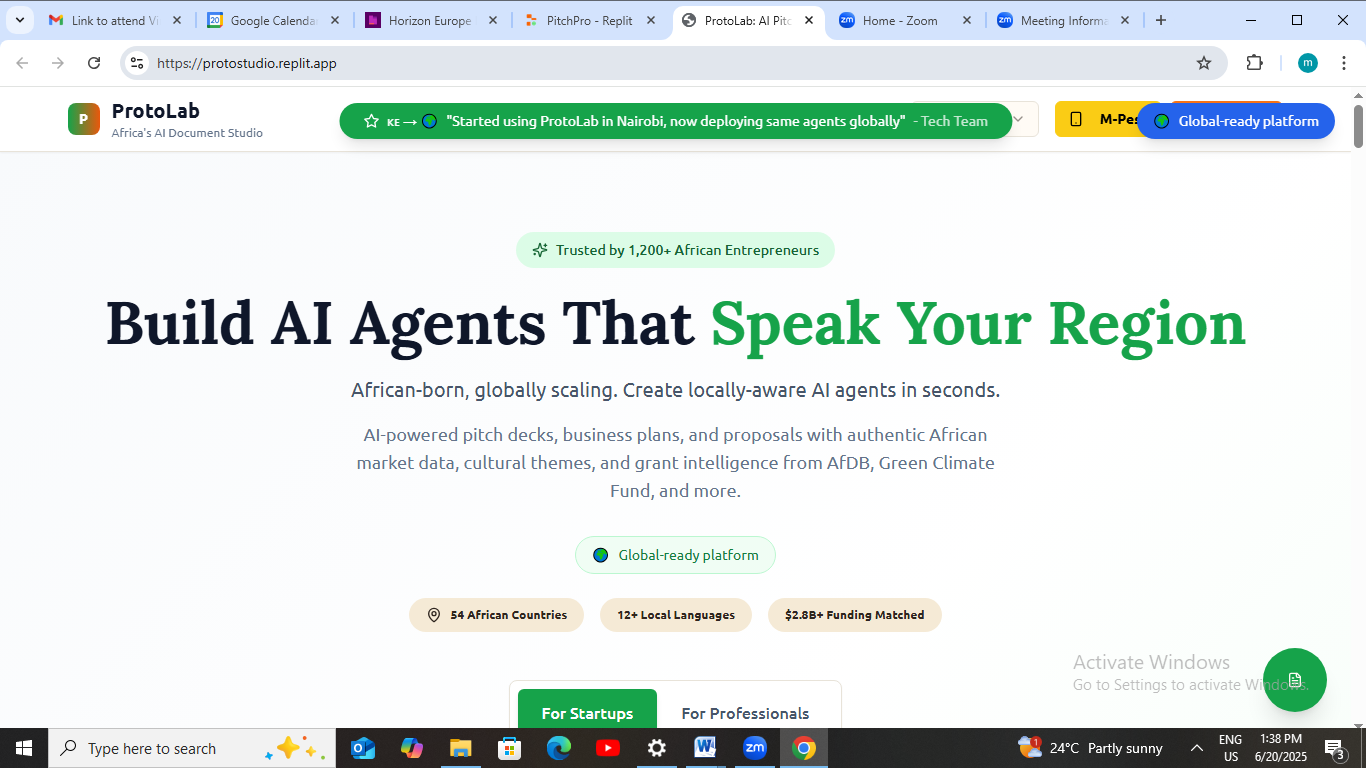 Link to attend Vi
Google Calenda
Horizon Europe
PitchPro - Replit
ProtoLab: AI Pitc
Home - Zoom
Meeting Informa
https://protostudio.replit.app
m
P
ProtoLab
Africa's AI Document Studio
KE → "Started using ProtoLab in Nairobi, now deploying same agents globally" - Tech Team
M-Pes
Global-ready platform
Trusted by 1,200+ African Entrepreneurs
Build AI Agents That Speak Your Region
African-born, globally scaling. Create locally-aware AI agents in seconds.
AI-powered pitch decks, business plans, and proposals with authentic African
market data, cultural themes, and grant intelligence from AfDB, Green Climate
Fund, and more.
Global-ready platform
54 African Countries
12+ Local Languages
$2.8B+ Funding Matched
Activate Windows
Go to Settings to activate Windows.
For Startups
For Professionals
Type here to search
24°C Partly sunny
ENG
US
1:38 PM
6/20/2025
3